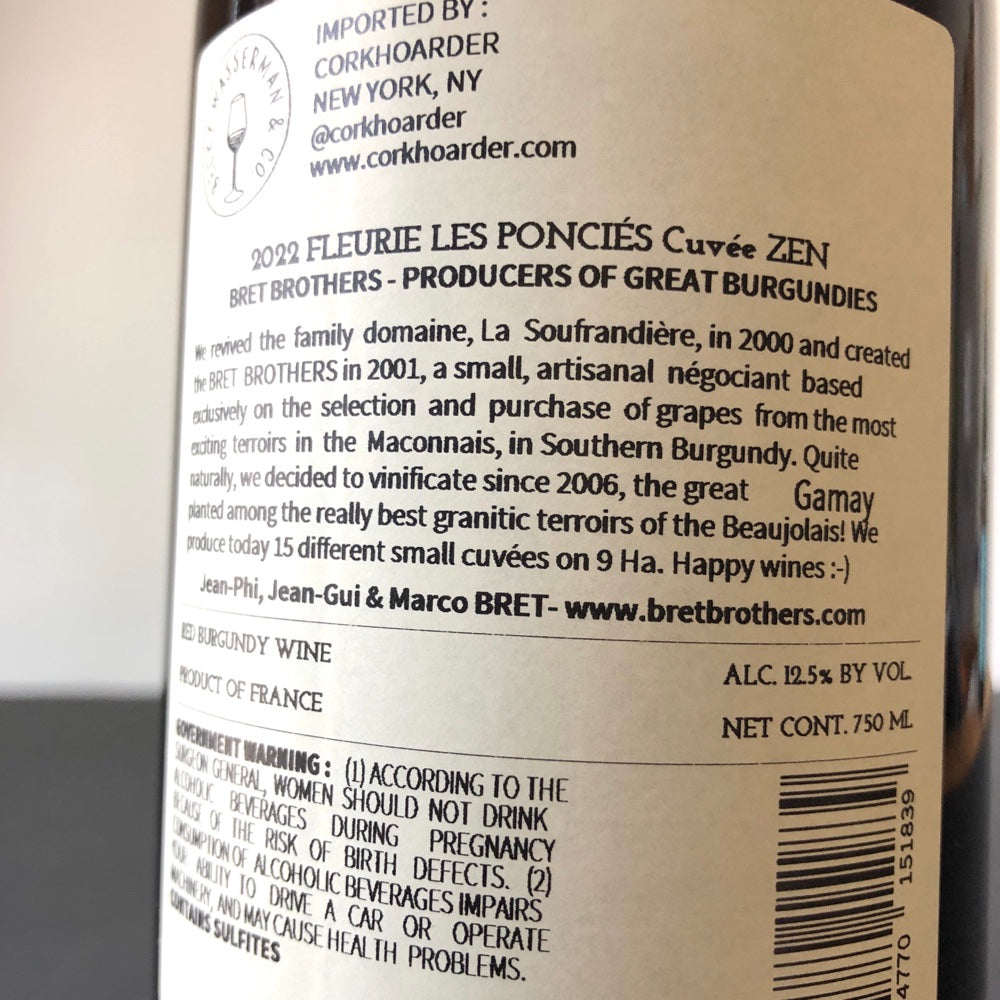 IMPORTED BY :
CORKHOARDER
NEW YORK, NY
@corkhoarder
www.corkhoarder.com
WASSERMAN & CO
2022 FLEURIE LES PONCIÉS Cuvée ZEN
BRET BROTHERS - PRODUCERS OF GREAT BURGUNDIES
We revived the family domaine, La Soufrandière, in 2000 and created
the BRET BROTHERS in 2001, a small, artisanal négociant based
exclusively on the selection and purchase of grapes from the most
exciting terroirs in the Maconnais, in Southern Burgundy. Quite
naturally, we decided to vinificate since 2006, the great Gamay
planted among the really best granitic terroirs of the Beaujolais! We
produce today 15 different small cuvées on 9 Ha. Happy wines :-)
Jean-Phi, Jean-Gui & Marco BRET- www.bretbrothers.com
RED BURGUNDY WINE
ALC. 12.5% BY VOL.
PRODUCT OF FRANCE
NET CONT. 750 ML
GOVERNMENT WARNING : (1) ACCORDING TO THE
SURGEON GENERAL, WOMEN SHOULD NOT DRINK
ALCOHOLIC BEVERAGES DURING PREGNANCY
BECAUSE OF THE RISK OF BIRTH DEFECTS. (2)
CONSUMPTION OF ALCOHOLIC BEVERAGES IMPAIRS
YOUR ABILITY TO DRIVE A CAR OR OPERATE
MACHINERY, AND MAY CAUSE HEALTH PROBLEMS.
CONTAINS SULFITES
4770 151839